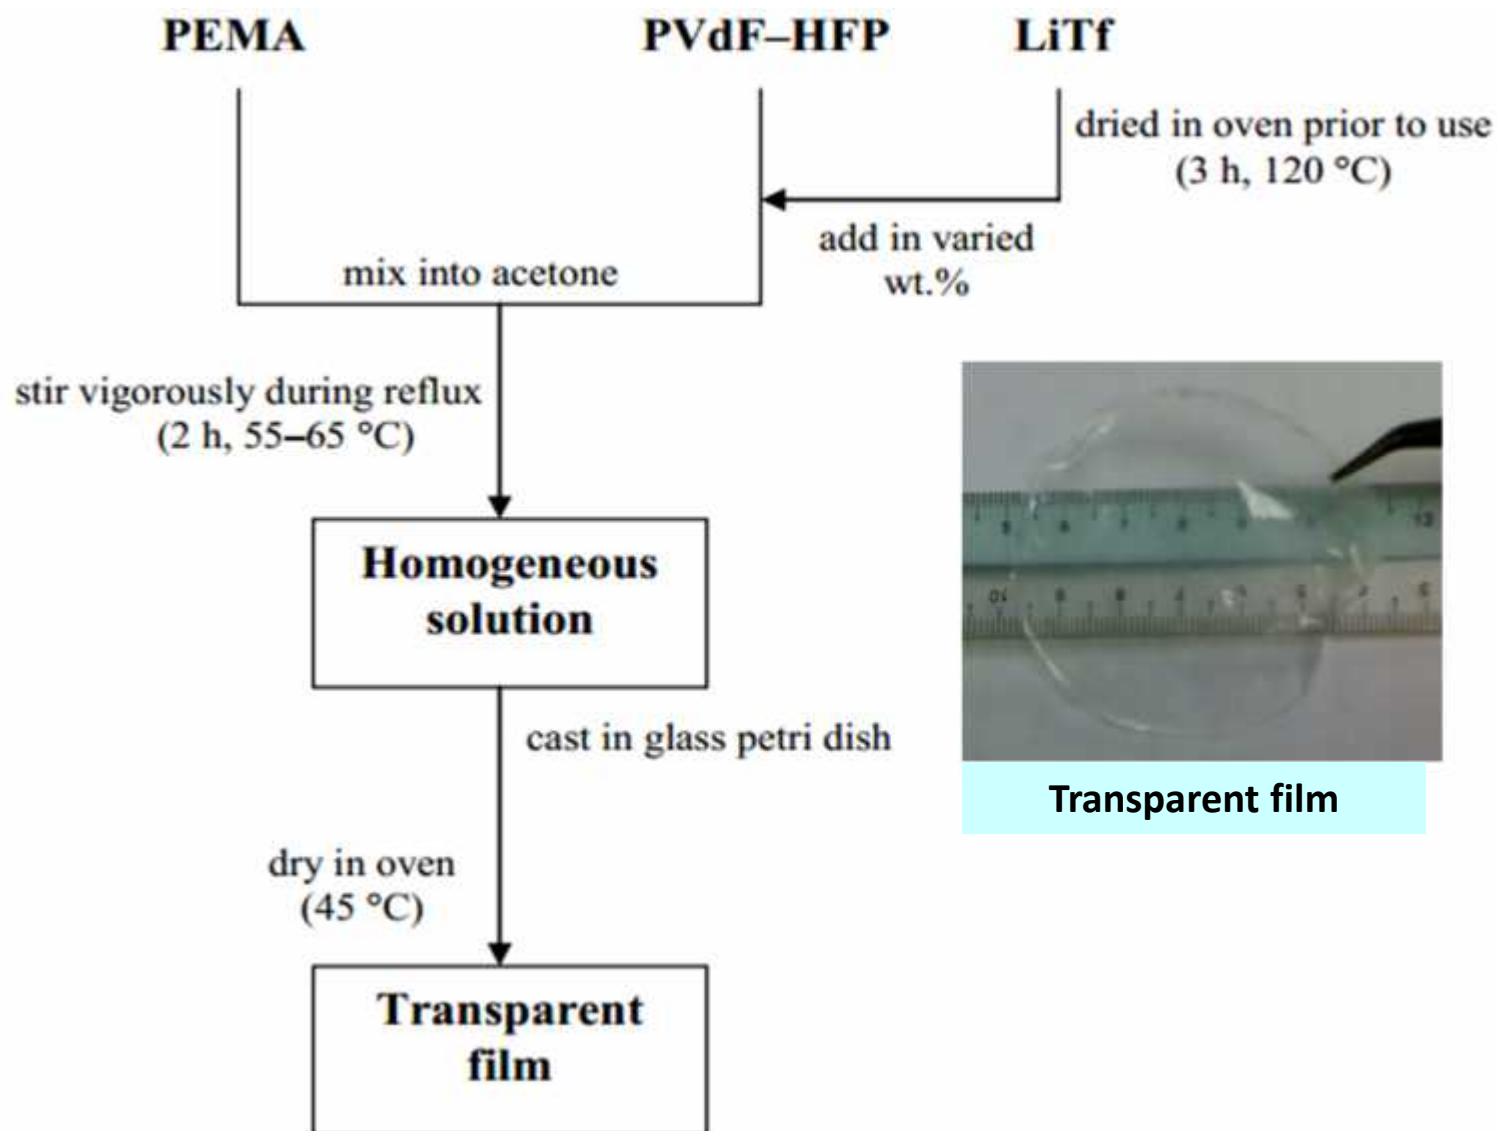 PEMA
PVdF–HFP
LiTf
dried in oven prior to use
(3 h, 120 °C)
add in varied
wt.%
mix into acetone
stir vigorously during reflux
(2 h, 55–65 °C)
Homogeneous
solution
cast in glass petri dish
Transparent film
dry in oven
(45 °C)
Transparent
film